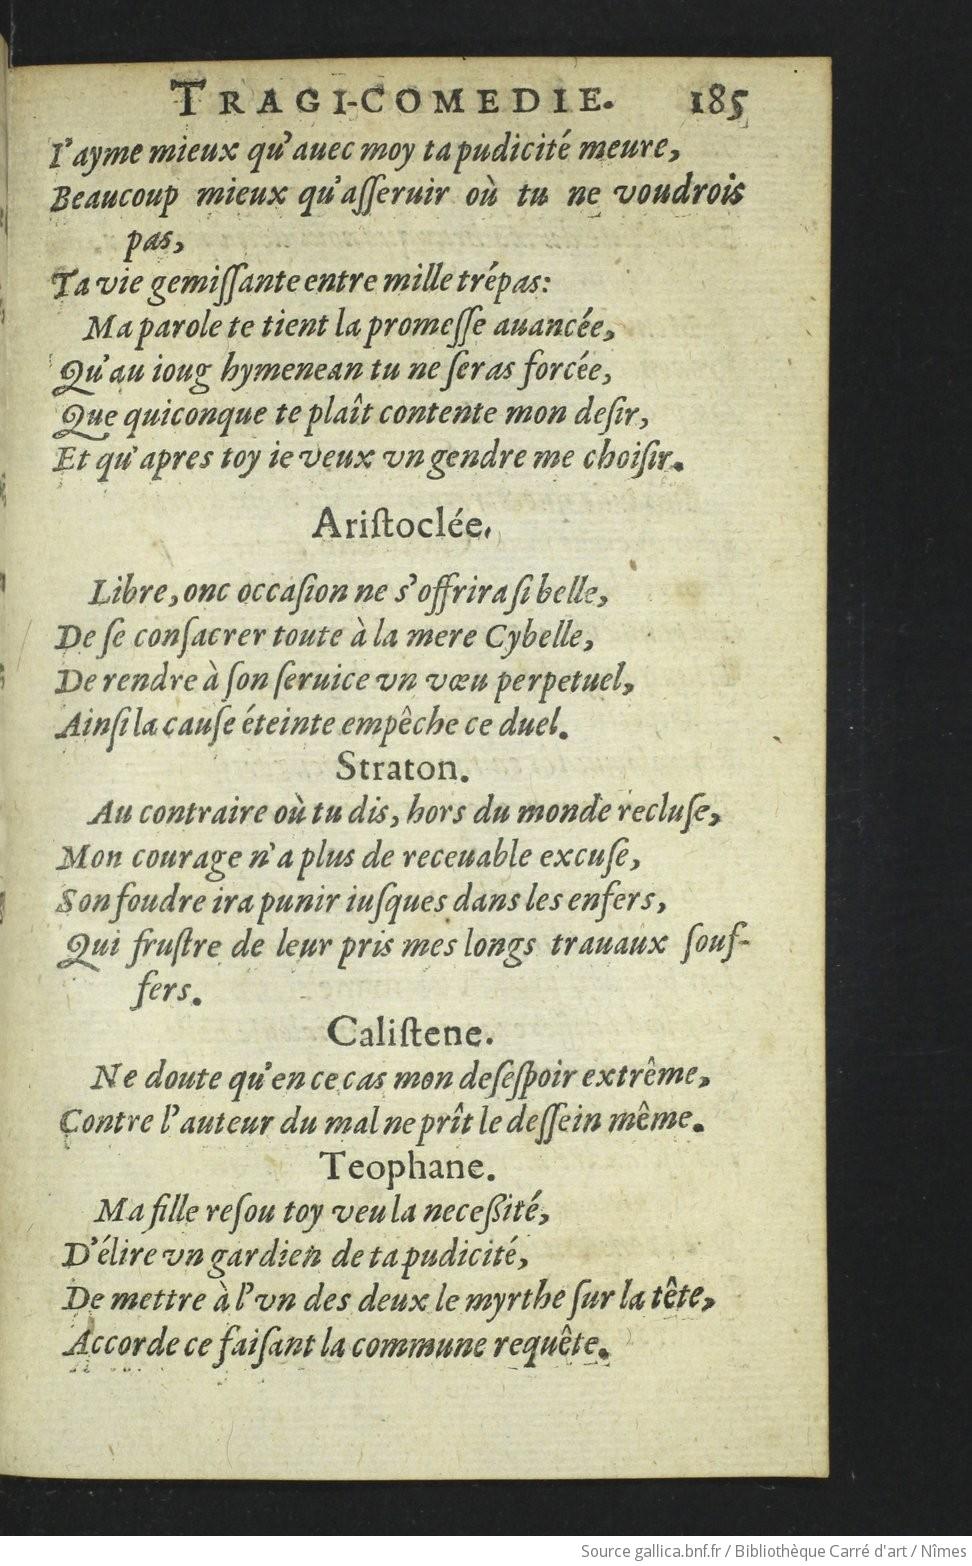 TRAGI-COMEDIE. 185
I'ayme mieux qu'auec moy ta pudicité meure,
Beaucoup mieux qu'aſſeruir où tu ne voudrois
pas,
Ta vie gemiſſante entre mille trépas:
Ma parole te tient la promeſſe auancée,
Qu'au ioug hymenean tu ne ſeras forcée,
Que quiconque te plaît contente mon deſir,
Et qu'apres toy ie veux vn gendre me choiſir.
Ariſtoclée,
Libre, onc occaſion ne s'offrira ſi belle,
De ſe conſacrer toute à la mere Cybelle,
De rendre à ſon ſeruice vn vœu perpetuel,
Ainſi la cauſe éteinte empêche ce duel.
Straton.
Au contraire où tu dis, hors du monde recluſe,
Mon courage n'a plus de receuable excuſe,
Son foudre ira punir iuſques dans les enfers,
Qui fruſtre de leur pris mes longs trauaux ſouf-
fers.
Caliſtene.
Ne doute qu'en ce cas mon deſeſpoir extrême,
Contre l'auteur du mal ne prît le deſſein même.
Teophane.
Ma fille reſou toy veu la neceßité,
D'élire vn gardien de ta pudicité,
De mettre à l'vn des deux le myrthe ſur la tête,
Accorde ce faiſant la commune requête.
Source gallica.bnf.fr / Bibliothèque Carré d'art / Nîmes